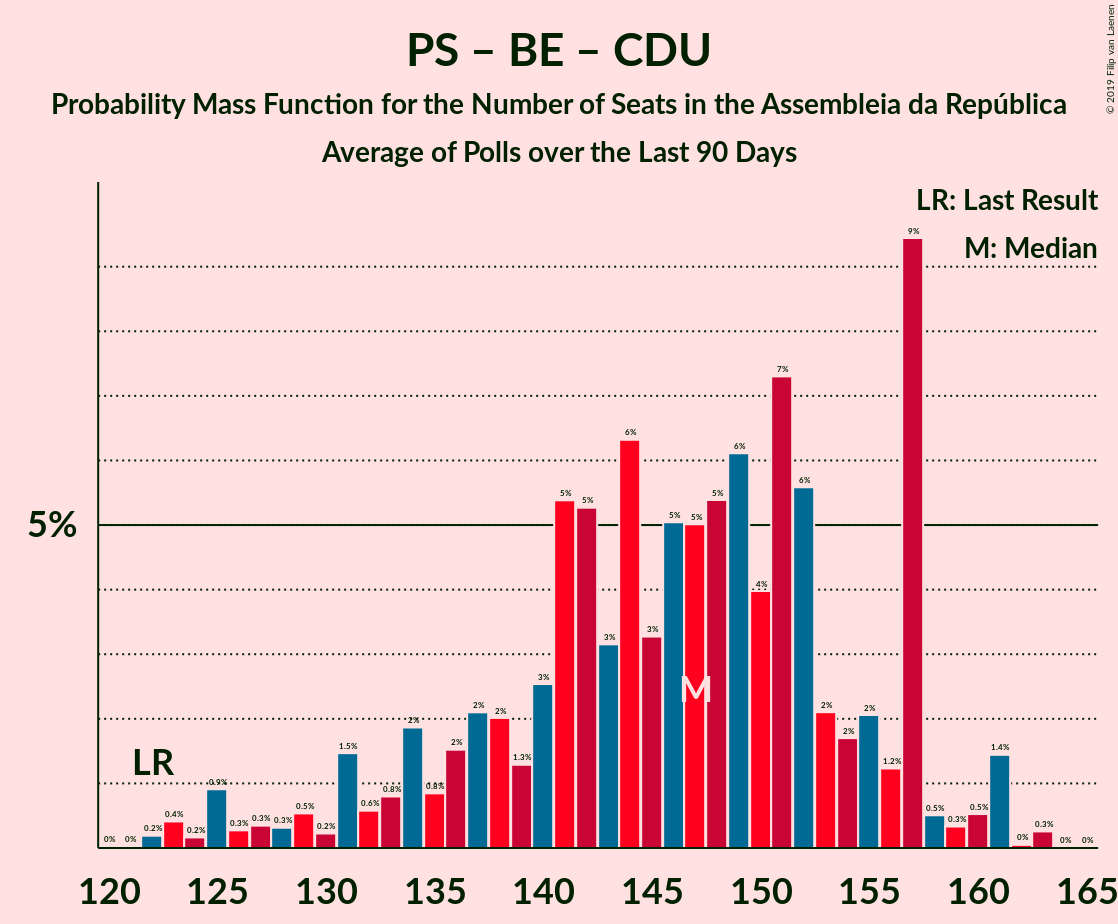 PS – BE – CDU
Probability Mass Function for the Number of Seats in the Assembleia da República
Average of Polls over the Last 90 Days
© 2019 Filip van Laenen
LR: Last Result
M: Median
5%
LR
M
0% 0% 0.2% 0.4% 0.2% 0.9% 0.3% 0.3% 0.3% 0.5% 0.2% 1.5% 0.6% 0.8% 2% 0.8% 2% 2% 2% 1.3% 3% 5% 5% 3% 6% 3% 5% 5% 5% 6% 4% 7% 6% 2% 2% 2% 1.2% 9% 0.5% 0.3% 0.5% 1.4% 0% 0.3% 0% 0%
120 125 130 135 140 145 150 155 160 165